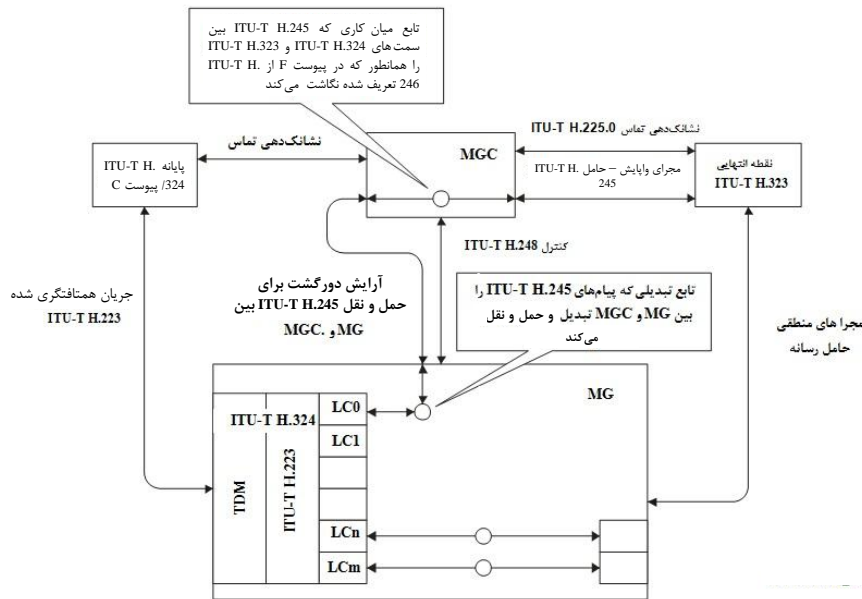 تابع میان کاری که ITU-T H.245 بین
سمت‌های ITU-T H.324 و ITU-T H.323
را همانطور که در پیوست F از ITU-T H.
246 تعریف شده نگاشت می‌کند
نشانک‌دهی تماس ITU-T H.225.0
نشانک‌دهی تماس
MGC
پایانه ITU-T H.
324/ پیوست C
مجرای واپایش – حامل ITU-T H.
245
نقطه انتهایی
ITU-T H.323
کنترل ITU-T H.248
جریان همتافتگری شده
ITU-T H.223
آرایش دورگشت برای
حمل و نقل ITU-T H.245 بین
MG و MGC.
تابع تبدیلی که پیام‌های ITU-T H.245 را
بین MG و MGC تبدیل و حمل و نقل
می‌کند
مجرا های منطقی
حامل رسانه
MG
ITU-T H.324
LC0
LC1
TDM
ITU-T H.223
LCn
LCm